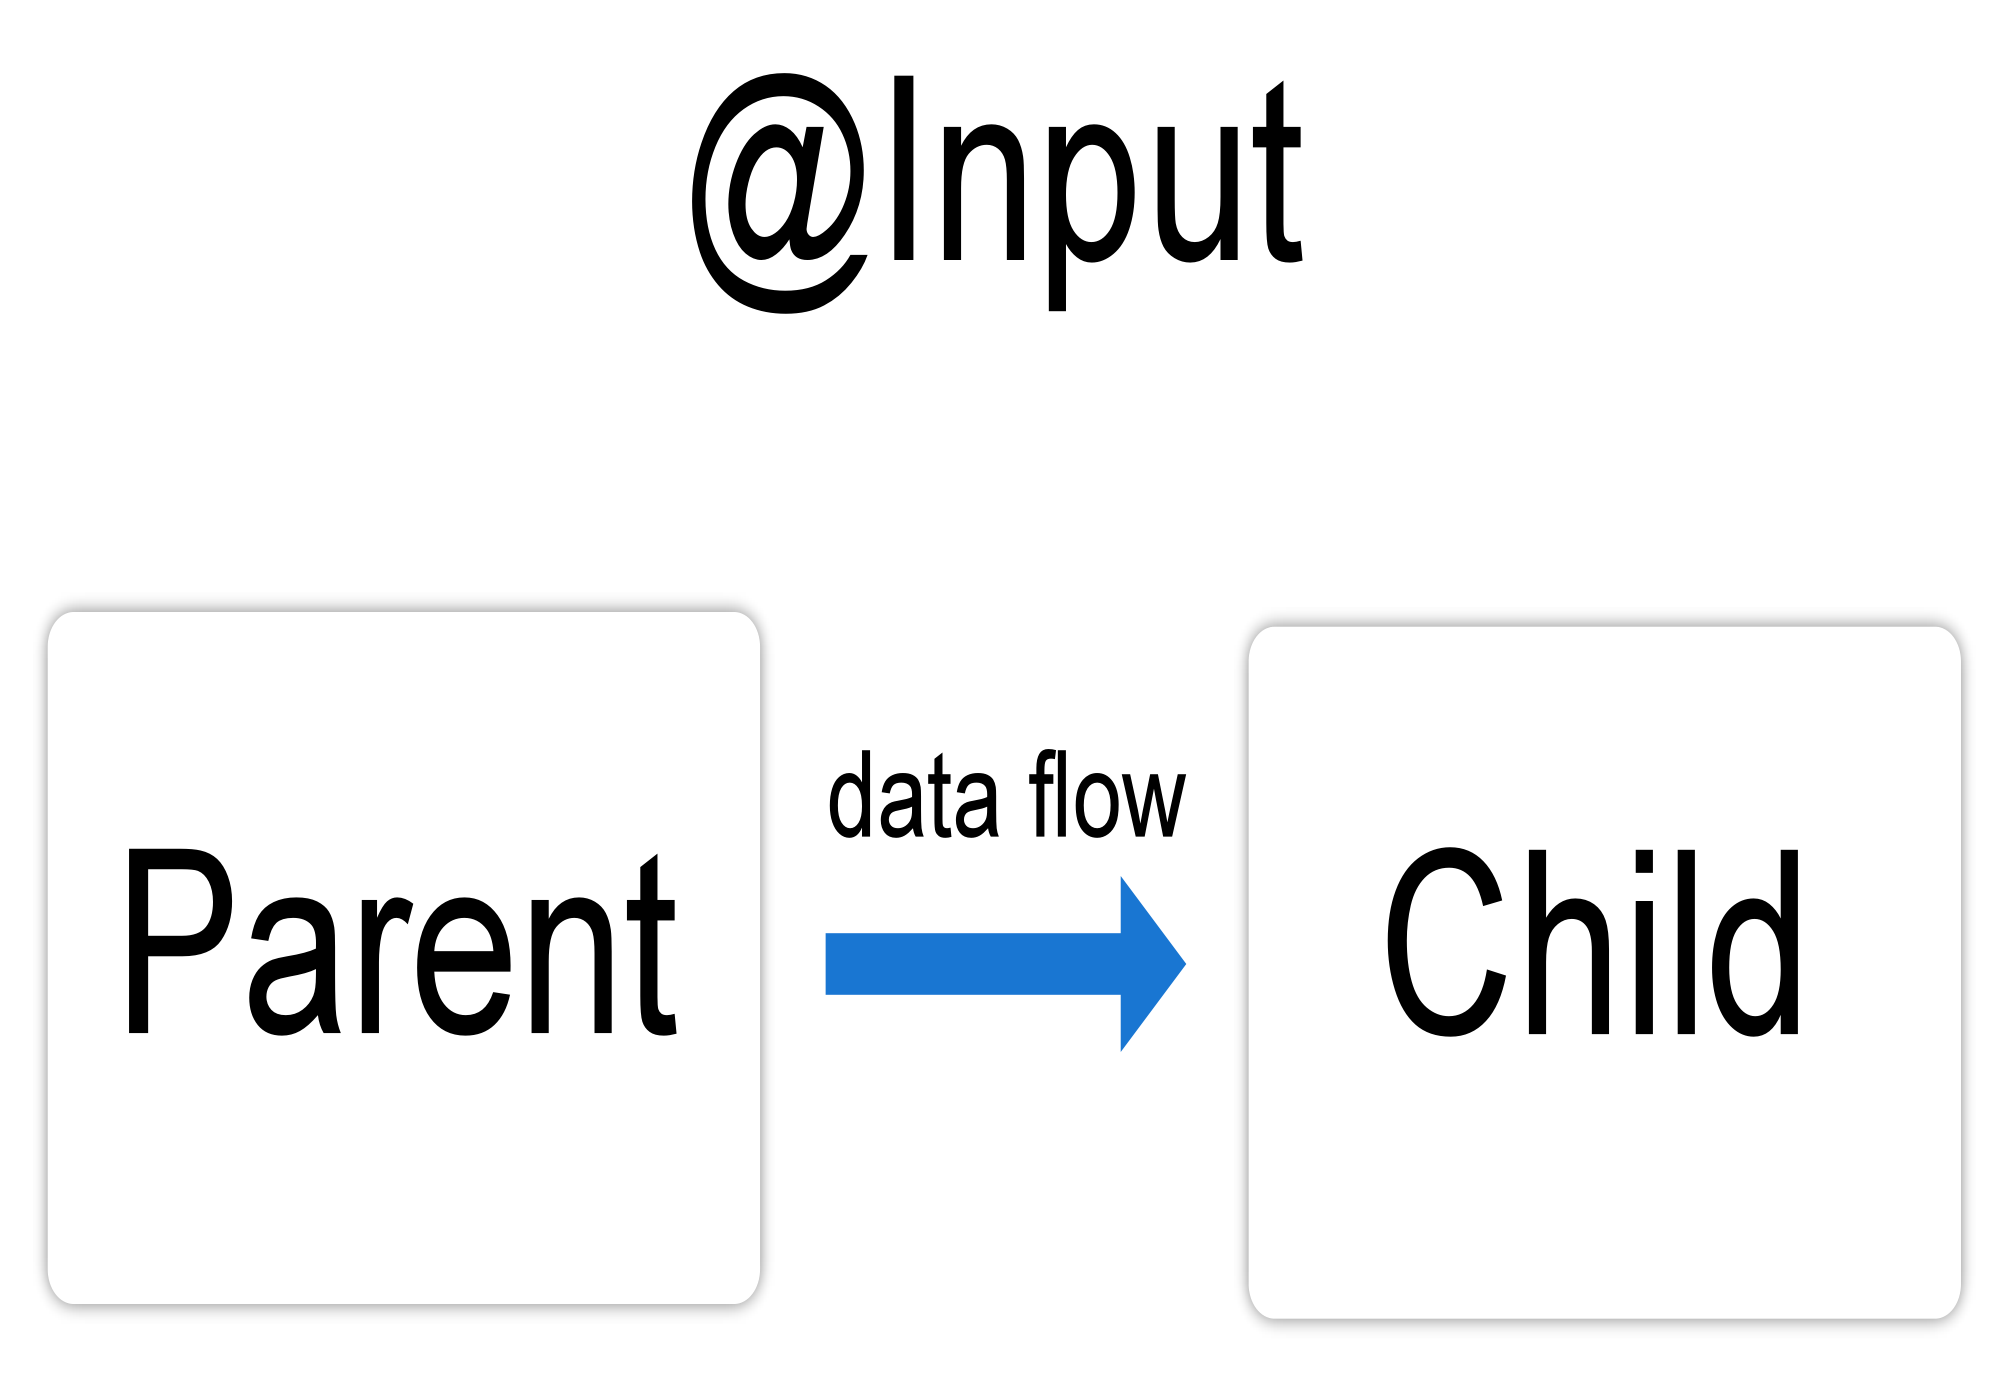 @Input
data flow
Parent
Child